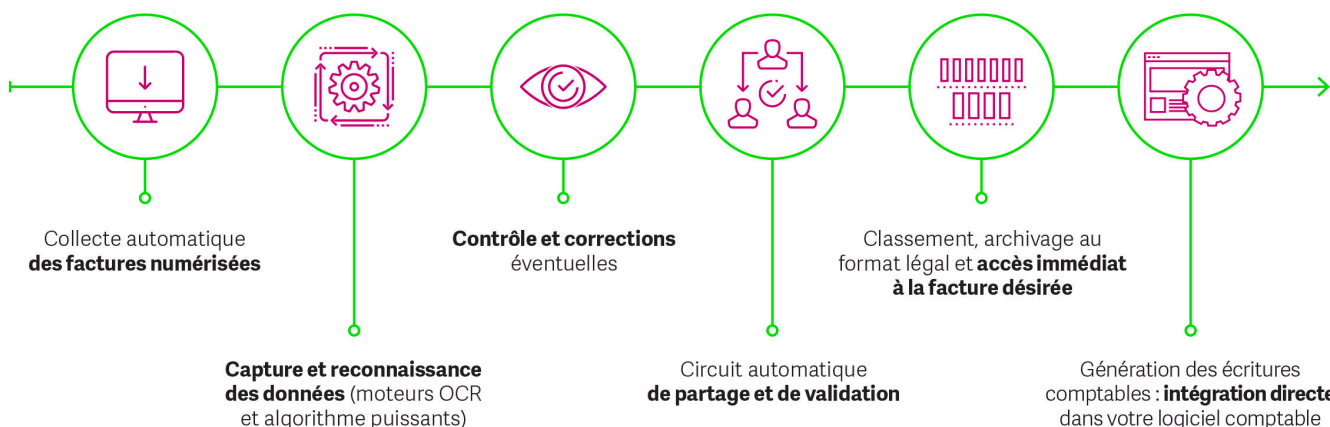 Collecte automatique
des factures numérisées
Capture et reconnaissance
des données (moteurs OCR
et algorithme puissants)
Contrôle et corrections
éventuelles
Circuit automatique
de partage et de validation
Classement, archivage au
format légal et accès immédiat
à la facture désirée
Génération des écritures
comptables : intégration directe
dans votre logiciel comptable